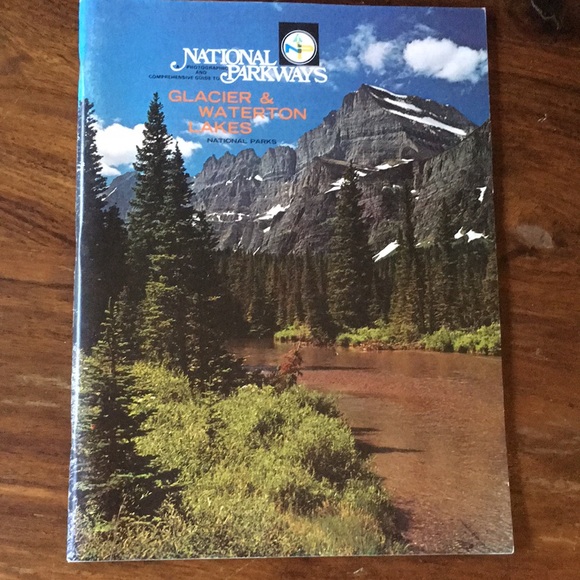 NATIONAL
PHOTOGRAPHIC
AND
COMPREHENSIVE GUIDE TO
PARKWAYS
GLACIER &
WATERTON
LAKES
NATIONAL PARKS